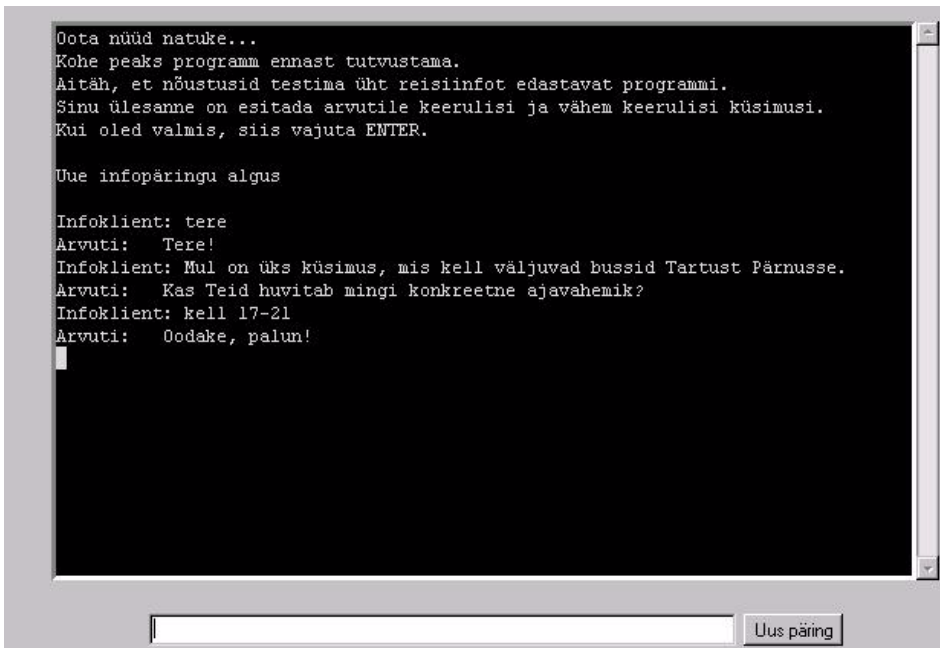 Oota nüüd natuke...
Kohe peaks programm ennast tutvustama.
Aitäh, et nõustusid testima üht reisiinfot edastavat programmi.
Sinu ülesanne on esitada arvutile keerulisi ja vähem keerulisi küsimusi.
Kui oled valmis, siis vajuta ENTER.
Uue infopäringu algus
Infoklient: tere
Arvuti: Tere!
Infoklient: Mul on üks küsimus, mis kell väljuvad bussid Tartust Pärnusse.
Arvuti: Kas Teid huvitab mingi konkreetne ajavahemik?
Infoklient: kell 17-21
Arvuti: Oodake, palun!
Uus päring